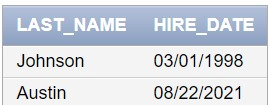 LAST_NAME HIRE_DATE
Johnson 03/01/1998
Austin 08/22/2021